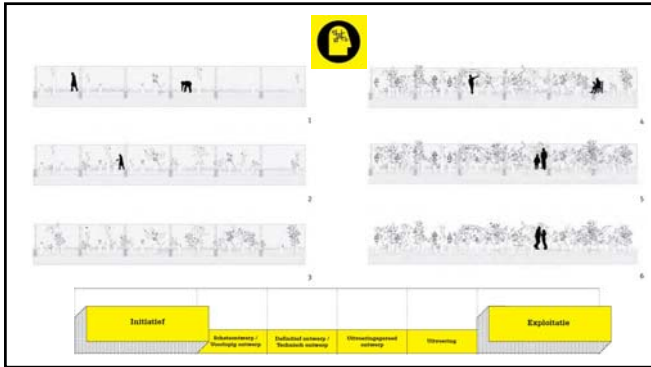 1
2
3
4
5
6
Initiatief
Schetsontwerp /
Voorlopig ontwerp
Definitief ontwerp /
Technisch ontwerp
Uitvoeringsgereed
ontwerp
Uitvoering
Exploitatie